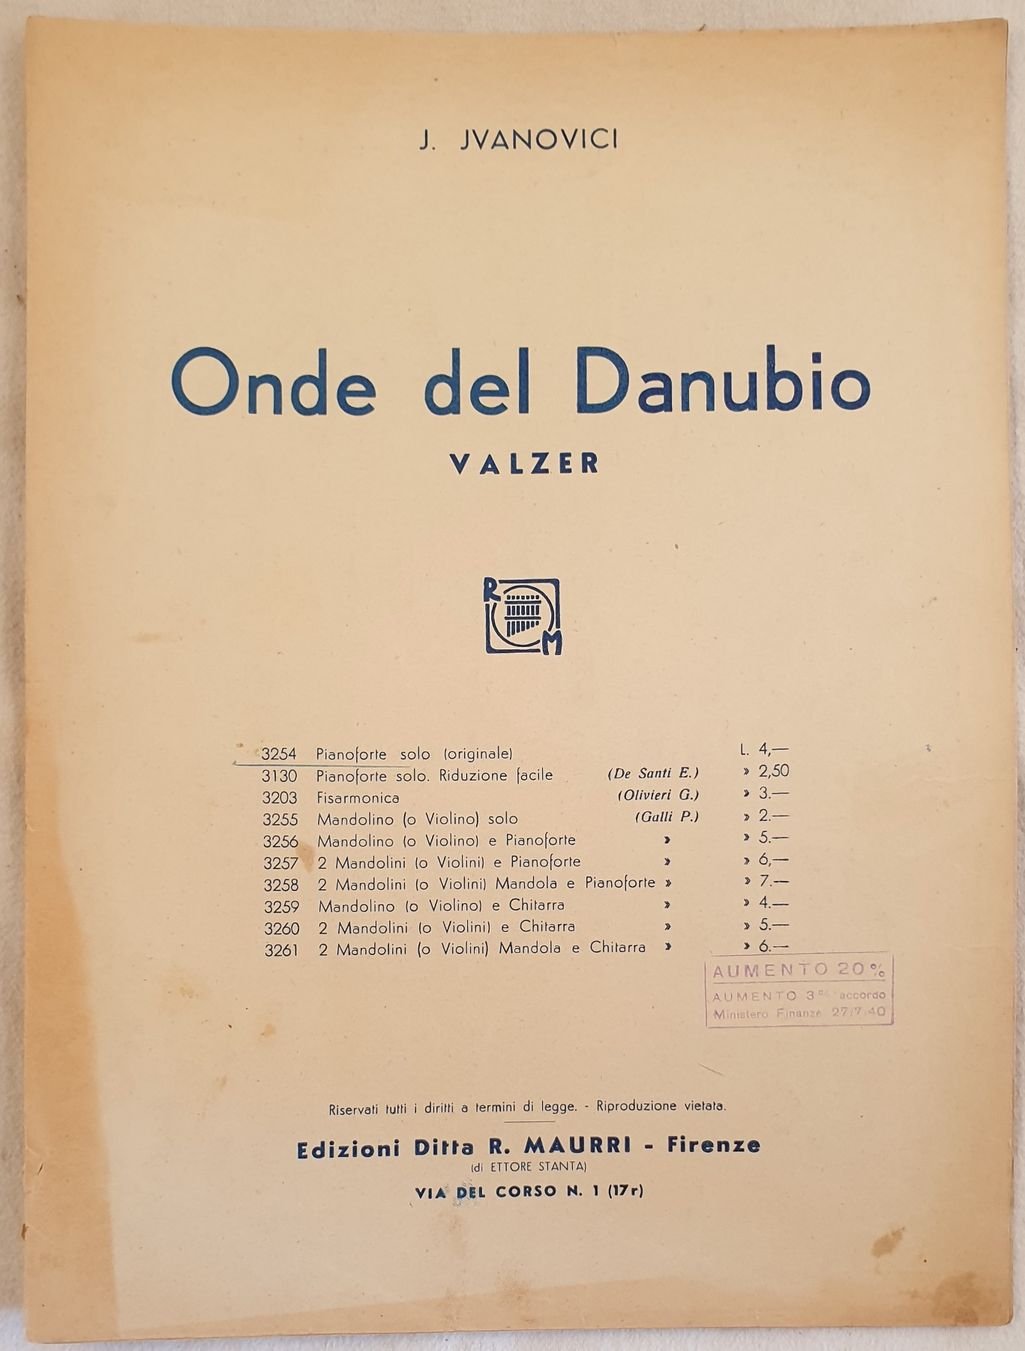 J. JVANOVICI
Onde del Danubio
VALZER
R
M
3254 Pianoforte solo (originale) L. 4,—
3130 Pianoforte solo. Riduzione facile (De Santi E.) » 2,50
3203 Fisarmonica (Olivieri G.) » 3.—
3255 Mandolino (o Violino) solo (Galli P.) » 2.—
3256 Mandolino (o Violino) e Pianoforte » » 5.—
3257 2 Mandolini (o Violini) e Pianoforte » » 6,—
3258 2 Mandolini (o Violini) Mandola e Pianoforte » » 7.—
3259 Mandolino (o Violino) e Chitarra » » 4.—
3260 2 Mandolini (o Violini) e Chitarra » » 5.—
3261 2 Mandolini (o Violini) Mandola e Chitarra » » 6.—
AUMENTO 20%
AUMENTO 3% accordo
Ministero Finanze 27/7/40
Riservati tutti i diritti a termini di legge. - Riproduzione vietata.
Edizioni Ditta R. MAURRI - Firenze
(di ETTORE STANTA)
VIA DEL CORSO N. 1 (17r)